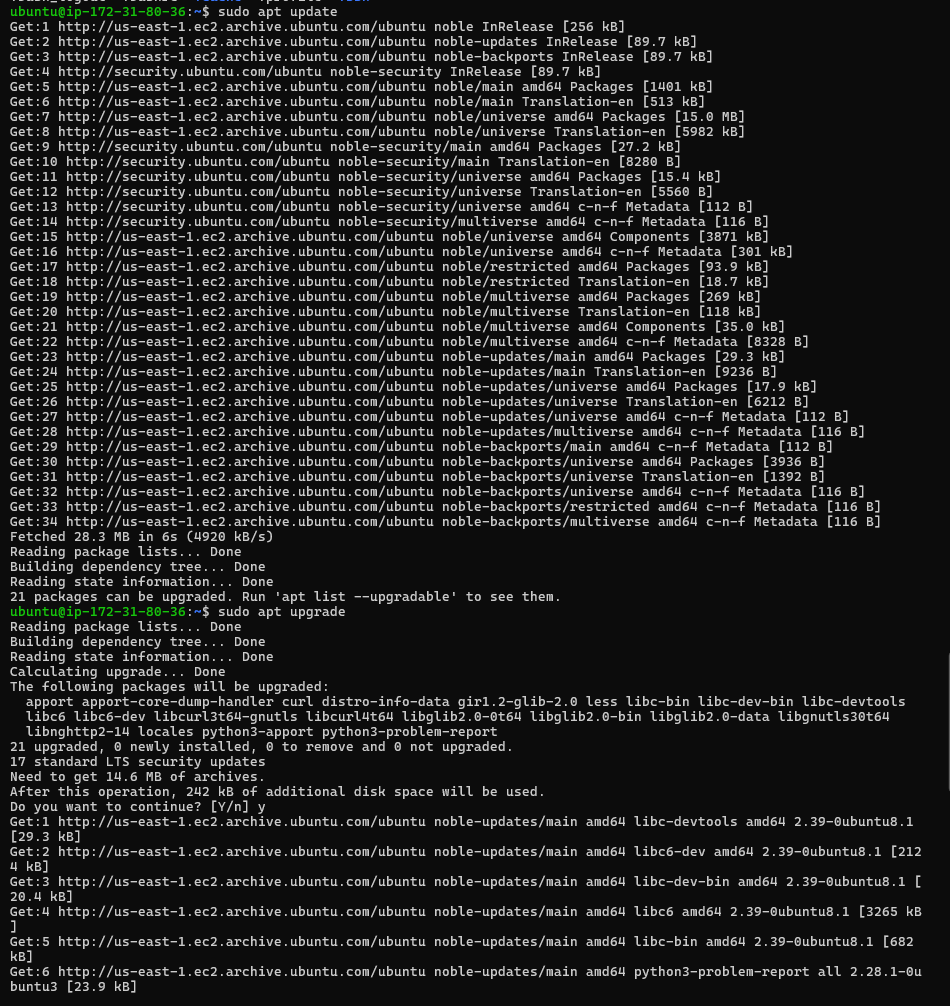 ubuntu@ip-172-31-80-36:~$ sudo apt update
Get:1 http://us-east-1.ec2.archive.ubuntu.com/ubuntu noble InRelease [256 kB]
Get:2 http://us-east-1.ec2.archive.ubuntu.com/ubuntu noble-updates InRelease [89.7 kB]
Get:3 http://us-east-1.ec2.archive.ubuntu.com/ubuntu noble-backports InRelease [89.7 kB]
Get:4 http://security.ubuntu.com/ubuntu noble-security InRelease [89.7 kB]
Get:5 http://us-east-1.ec2.archive.ubuntu.com/ubuntu noble/main amd64 Packages [1401 kB]
Get:6 http://us-east-1.ec2.archive.ubuntu.com/ubuntu noble/main Translation-en [513 kB]
Get:7 http://us-east-1.ec2.archive.ubuntu.com/ubuntu noble/universe amd64 Packages [15.0 MB]
Get:8 http://us-east-1.ec2.archive.ubuntu.com/ubuntu noble/universe Translation-en [5982 kB]
Get:9 http://security.ubuntu.com/ubuntu noble-security/main amd64 Packages [27.2 kB]
Get:10 http://security.ubuntu.com/ubuntu noble-security/main Translation-en [8280 B]
Get:11 http://security.ubuntu.com/ubuntu noble-security/universe amd64 Packages [15.4 kB]
Get:12 http://security.ubuntu.com/ubuntu noble-security/universe Translation-en [5560 B]
Get:13 http://security.ubuntu.com/ubuntu noble-security/universe amd64 c-n-f Metadata [112 B]
Get:14 http://security.ubuntu.com/ubuntu noble-security/multiverse amd64 c-n-f Metadata [116 B]
Get:15 http://us-east-1.ec2.archive.ubuntu.com/ubuntu noble/universe amd64 Components [3871 kB]
Get:16 http://us-east-1.ec2.archive.ubuntu.com/ubuntu noble/universe amd64 c-n-f Metadata [301 kB]
Get:17 http://us-east-1.ec2.archive.ubuntu.com/ubuntu noble/restricted amd64 Packages [93.9 kB]
Get:18 http://us-east-1.ec2.archive.ubuntu.com/ubuntu noble/restricted Translation-en [18.7 kB]
Get:19 http://us-east-1.ec2.archive.ubuntu.com/ubuntu noble/multiverse amd64 Packages [269 kB]
Get:20 http://us-east-1.ec2.archive.ubuntu.com/ubuntu noble/multiverse Translation-en [118 kB]
Get:21 http://us-east-1.ec2.archive.ubuntu.com/ubuntu noble/multiverse amd64 Components [35.0 kB]
Get:22 http://us-east-1.ec2.archive.ubuntu.com/ubuntu noble/multiverse amd64 c-n-f Metadata [8328 B]
Get:23 http://us-east-1.ec2.archive.ubuntu.com/ubuntu noble-updates/main amd64 Packages [29.3 kB]
Get:24 http://us-east-1.ec2.archive.ubuntu.com/ubuntu noble-updates/main Translation-en [9236 B]
Get:25 http://us-east-1.ec2.archive.ubuntu.com/ubuntu noble-updates/universe amd64 Packages [17.9 kB]
Get:26 http://us-east-1.ec2.archive.ubuntu.com/ubuntu noble-updates/universe Translation-en [6212 B]
Get:27 http://us-east-1.ec2.archive.ubuntu.com/ubuntu noble-updates/universe amd64 c-n-f Metadata [112 B]
Get:28 http://us-east-1.ec2.archive.ubuntu.com/ubuntu noble-updates/multiverse amd64 c-n-f Metadata [116 B]
Get:29 http://us-east-1.ec2.archive.ubuntu.com/ubuntu noble-backports/main amd64 c-n-f Metadata [112 B]
Get:30 http://us-east-1.ec2.archive.ubuntu.com/ubuntu noble-backports/universe amd64 Packages [3936 B]
Get:31 http://us-east-1.ec2.archive.ubuntu.com/ubuntu noble-backports/universe Translation-en [1392 B]
Get:32 http://us-east-1.ec2.archive.ubuntu.com/ubuntu noble-backports/universe amd64 c-n-f Metadata [116 B]
Get:33 http://us-east-1.ec2.archive.ubuntu.com/ubuntu noble-backports/restricted amd64 c-n-f Metadata [116 B]
Get:34 http://us-east-1.ec2.archive.ubuntu.com/ubuntu noble-backports/multiverse amd64 c-n-f Metadata [116 B]
Fetched 28.3 MB in 6s (4920 kB/s)
Reading package lists... Done
Building dependency tree... Done
Reading state information... Done
21 packages can be upgraded. Run 'apt list --upgradable' to see them.
ubuntu@ip-172-31-80-36:~$ sudo apt upgrade
Reading package lists... Done
Building dependency tree... Done
Reading state information... Done
Calculating upgrade... Done
The following packages will be upgraded:
  apport apport-core-dump-handler curl distro-info-data gir1.2-glib-2.0 less libc-bin libc-dev-bin libc-devtools
  libc6 libc6-dev libcurl3t64-gnutls libcurl4t64 libglib2.0-0t64 libglib2.0-bin libglib2.0-data libgnutls30t64
  libnghttp2-14 locales python3-apport python3-problem-report
21 upgraded, 0 newly installed, 0 to remove and 0 not upgraded.
17 standard LTS security updates
Need to get 14.6 MB of archives.
After this operation, 242 kB of additional disk space will be used.
Do you want to continue? [Y/n] y
Get:1 http://us-east-1.ec2.archive.ubuntu.com/ubuntu noble-updates/main amd64 libc-devtools amd64 2.39-0ubuntu8.1
[29.3 kB]
Get:2 http://us-east-1.ec2.archive.ubuntu.com/ubuntu noble-updates/main amd64 libc6-dev amd64 2.39-0ubuntu8.1 [212
4 kB]
Get:3 http://us-east-1.ec2.archive.ubuntu.com/ubuntu noble-updates/main amd64 libc-dev-bin amd64 2.39-0ubuntu8.1 [
20.4 kB]
Get:4 http://us-east-1.ec2.archive.ubuntu.com/ubuntu noble-updates/main amd64 libc6 amd64 2.39-0ubuntu8.1 [3265 kB
]
Get:5 http://us-east-1.ec2.archive.ubuntu.com/ubuntu noble-updates/main amd64 libc-bin amd64 2.39-0ubuntu8.1 [682
kB]
Get:6 http://us-east-1.ec2.archive.ubuntu.com/ubuntu noble-updates/main amd64 python3-problem-report all 2.28.1-0u
buntu3 [23.9 kB]